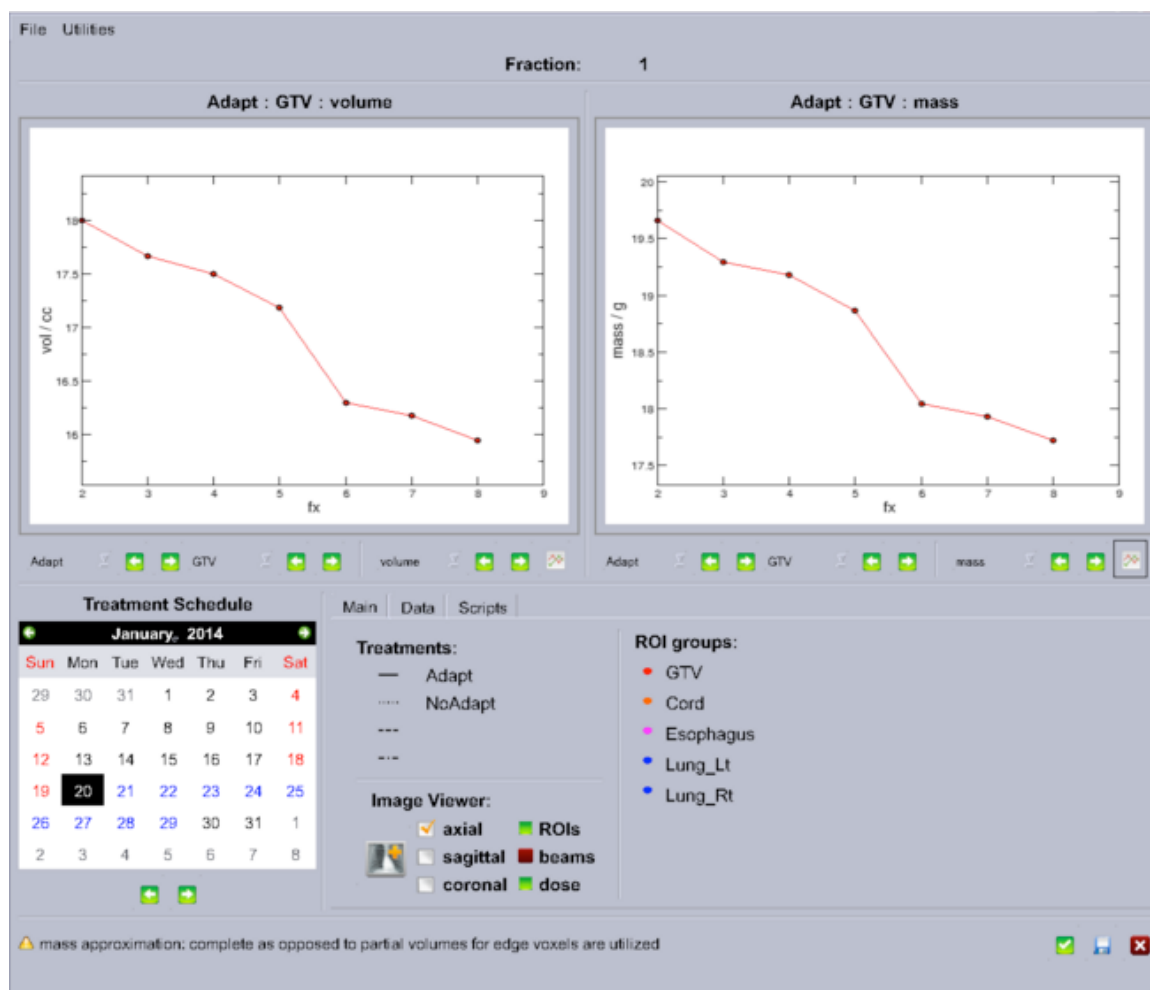 File Utilities
Fraction: 1
Adapt : GTV : volume
18
17.5
17
16.5
16
vol / cc
2 3 4 5 6 7 8 9
fx
Adapt GTV volume
Adapt : GTV : mass
20
19.5
19
18.5
18
17.5
mass / g
2 3 4 5 6 7 8 9
fx
Adapt GTV mass
Treatment Schedule
January, 2014
Sun Mon Tue Wed Thu Fri Sat
29 30 31 1 2 3 4
5 6 7 8 9 10 11
12 13 14 15 16 17 18
19 20 21 22 23 24 25
26 27 28 29 30 31 1
2 3 4 5 6 7 8
Main Data Scripts
Treatments:
Adapt
NoAdapt
Image Viewer:
axial ROIs
sagittal beams
coronal dose
ROI groups:
GTV
Cord
Esophagus
Lung_Lt
Lung_Rt
mass approximation: complete as opposed to partial volumes for edge voxels are utilized